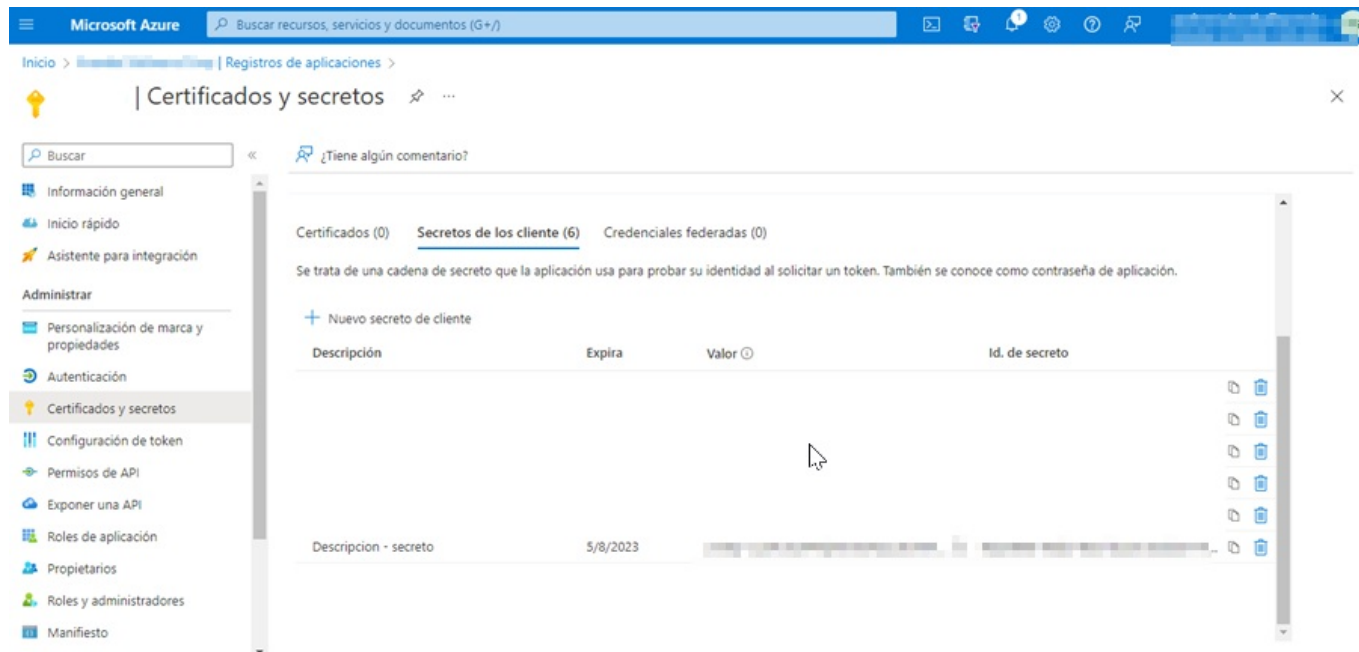 Microsoft Azure
Buscar recursos, servicios y documentos (G+/)
1
Inicio > | Registros de aplicaciones >
| Certificados y secretos ...
Buscar
«
¿Tiene algún comentario?
Información general
Inicio rápido
Asistente para integración
Administrar
Personalización de marca y
propiedades
Autenticación
Certificados y secretos
Configuración de token
Permisos de API
Exponer una API
Roles de aplicación
Propietarios
Roles y administradores
Manifiesto
Certificados (0) Secretos de los cliente (6) Credenciales federadas (0)
Se trata de una cadena de secreto que la aplicación usa para probar su identidad al solicitar un token. También se conoce como contraseña de aplicación.
Nuevo secreto de cliente
Descripción Expira Valor Id. de secreto
Descripcion - secreto 5/8/2023